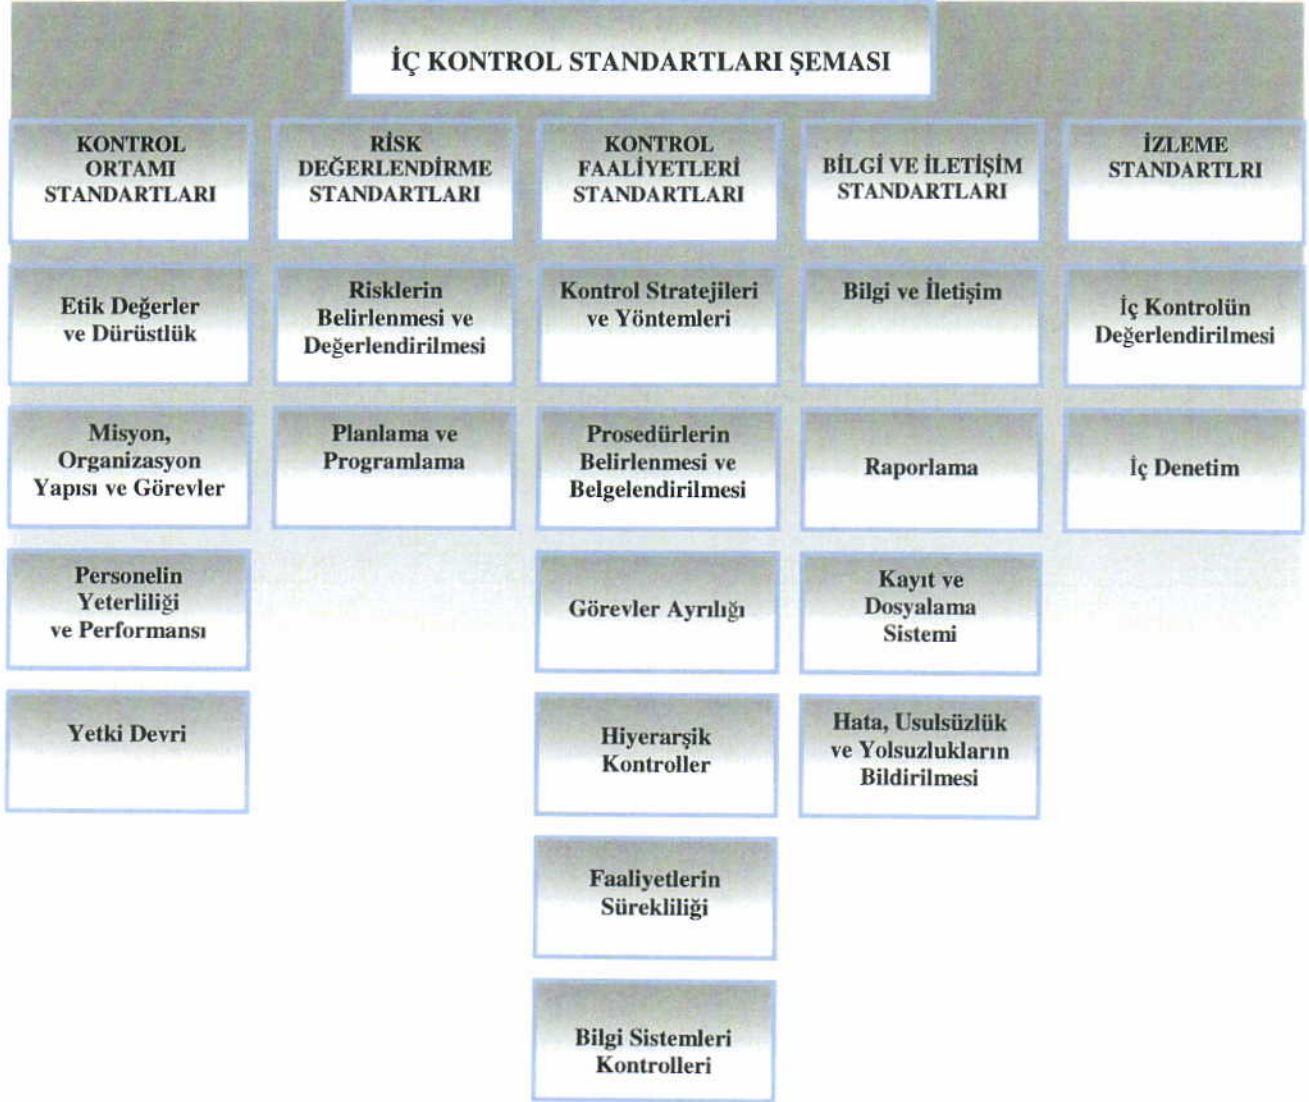 İÇ KONTROL STANDARTLARI ŞEMASI
KONTROL
ORTAMI
STANDARTLARI
RİSK
DEĞERLENDİRME
STANDARTLARI
KONTROL
FAALİYETLERİ
STANDARTLARI
BİLGİ VE İLETİŞİM
STANDARTLARI
İZLEME
STANDARTLRI
Etik Değerler
ve Dürüstlük
Risklerin
Belirlenmesi ve
Değerlendirilmesi
Kontrol Stratejileri
ve Yöntemleri
Bilgi ve İletişim
İç Kontrolün
Değerlendirilmesi
Misyon,
Organizasyon
Yapısı ve Görevler
Planlama ve
Programlama
Prosedürlerin
Belirlenmesi ve
Belgelendirilmesi
Raporlama
İç Denetim
Personelin
Yeterliliği
ve Performansı
Görevler Ayrılığı
Kayıt ve
Dosyalama
Sistemi
Yetki Devri
Hiyerarşik
Kontroller
Hata, Usulsüzlük
ve Yolsuzlukların
Bildirilmesi
Faaliyetlerin
Sürekliliği
Bilgi Sistemleri
Kontrolleri